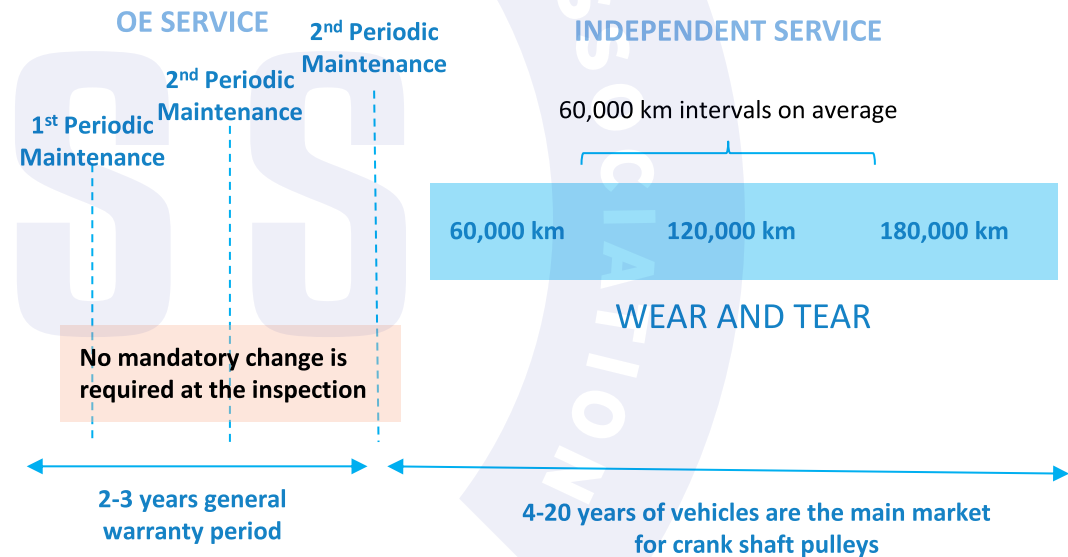 OE SERVICE
INDEPENDENT SERVICE
1st Periodic
Maintenance
2nd Periodic
Maintenance
2nd Periodic
Maintenance
60,000 km intervals on average
60,000 km
120,000 km
180,000 km
WEAR AND TEAR
No mandatory change is
required at the inspection
2-3 years general
warranty period
4-20 years of vehicles are the main market
for crank shaft pulleys
SS
SSOCIATION